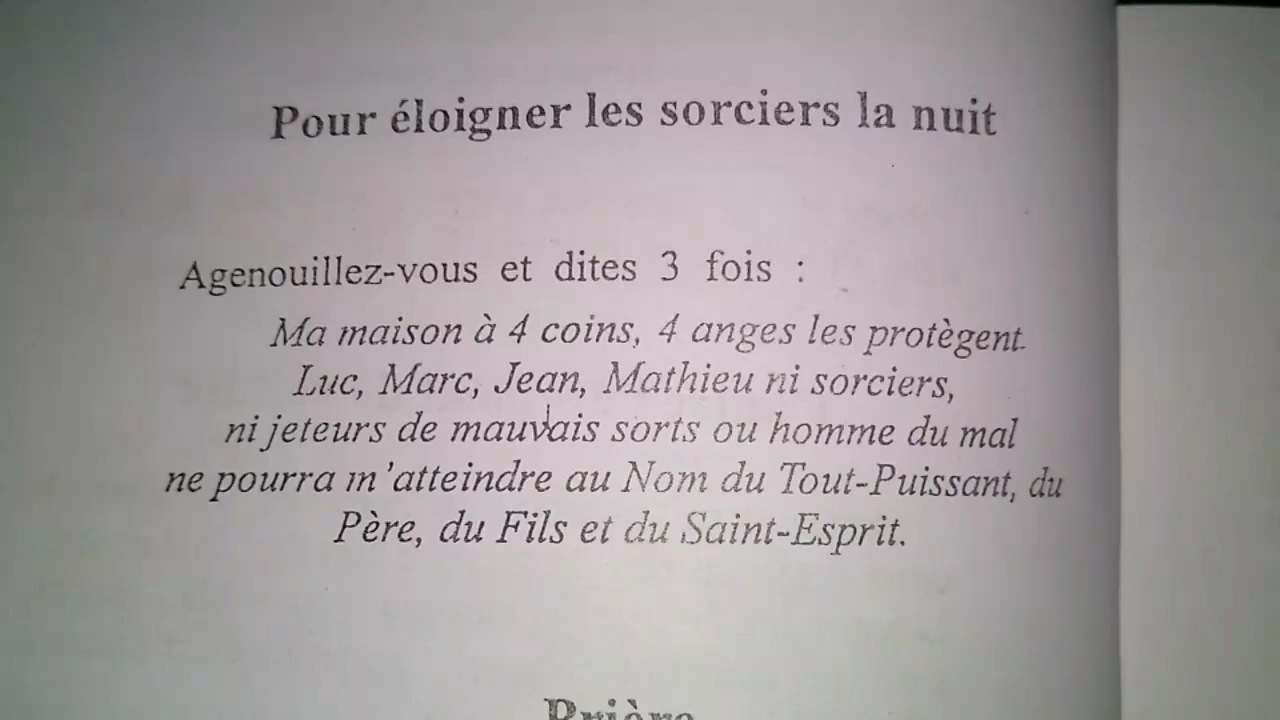 Pour éloigner les sorciers la nuit
Agenouillez-vous et dites 3 fois :
Ma maison à 4 coins, 4 anges les protègent.
Luc, Marc, Jean, Mathieu ni sorciers,
ni jeteurs de mauvais sorts ou homme du mal
ne pourra m'atteindre au Nom du Tout-Puissant, du
Père, du Fils et du Saint-Esprit.
Prière